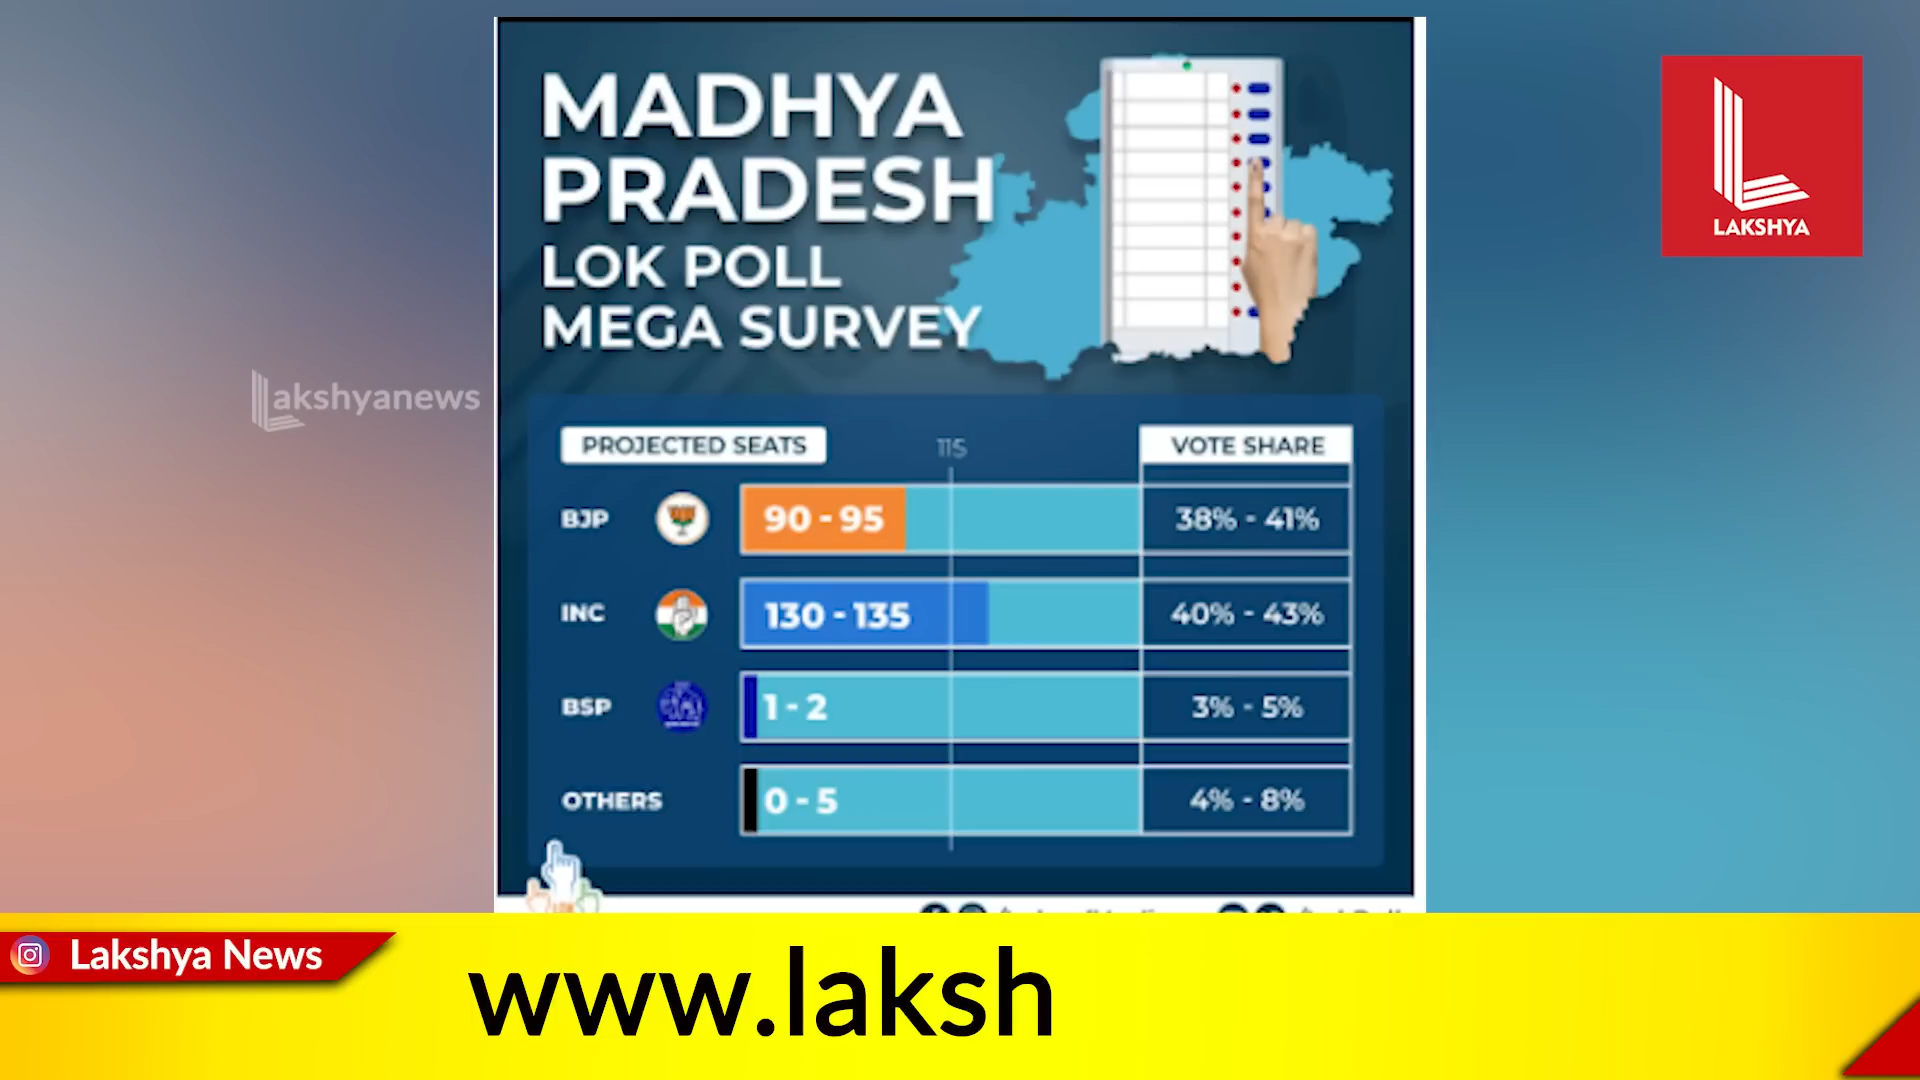 MADHYA
PRADESH
LOK POLL
MEGA SURVEY
LAKSHYA
akshyanews
PROJECTED SEATS 115 VOTE SHARE
BJP 90 - 95 38% - 41%
INC 130 - 135 40% - 43%
BSP 1 - 2 3% - 5%
OTHERS 0 - 5 4% - 8%
Lakshya News
www.laksh